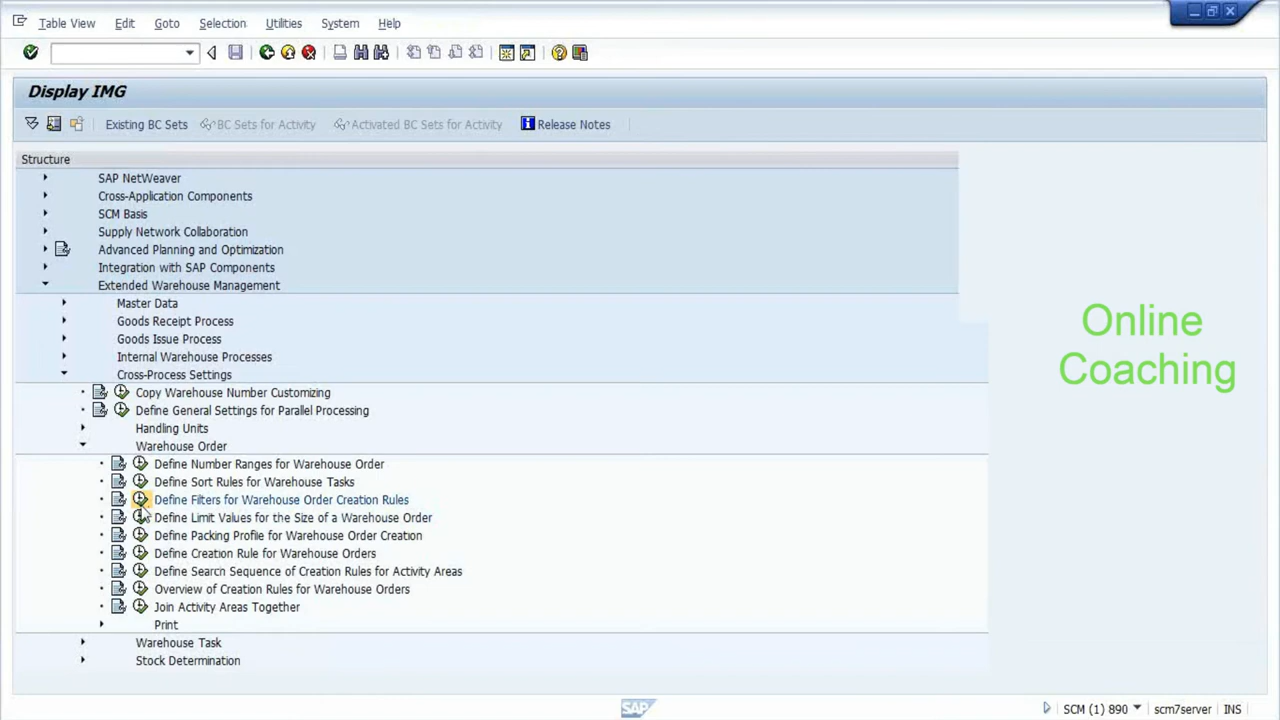 Table View Edit Goto Selection Utilities System Help
Display IMG
Existing BC Sets BC Sets for Activity Activated BC Sets for Activity Release Notes
Structure
SAP NetWeaver
Cross-Application Components
SCM Basis
Supply Network Collaboration
Advanced Planning and Optimization
Integration with SAP Components
Extended Warehouse Management
Master Data
Goods Receipt Process
Goods Issue Process
Internal Warehouse Processes
Cross-Process Settings
Copy Warehouse Number Customizing
Define General Settings for Parallel Processing
Handling Units
Warehouse Order
Define Number Ranges for Warehouse Order
Define Sort Rules for Warehouse Tasks
Define Filters for Warehouse Order Creation Rules
Define Limit Values for the Size of a Warehouse Order
Define Packing Profile for Warehouse Order Creation
Define Creation Rule for Warehouse Orders
Define Search Sequence of Creation Rules for Activity Areas
Overview of Creation Rules for Warehouse Orders
Join Activity Areas Together
Print
Warehouse Task
Stock Determination
Online
Coaching
SAP SCM (1) 890 scm7server INS